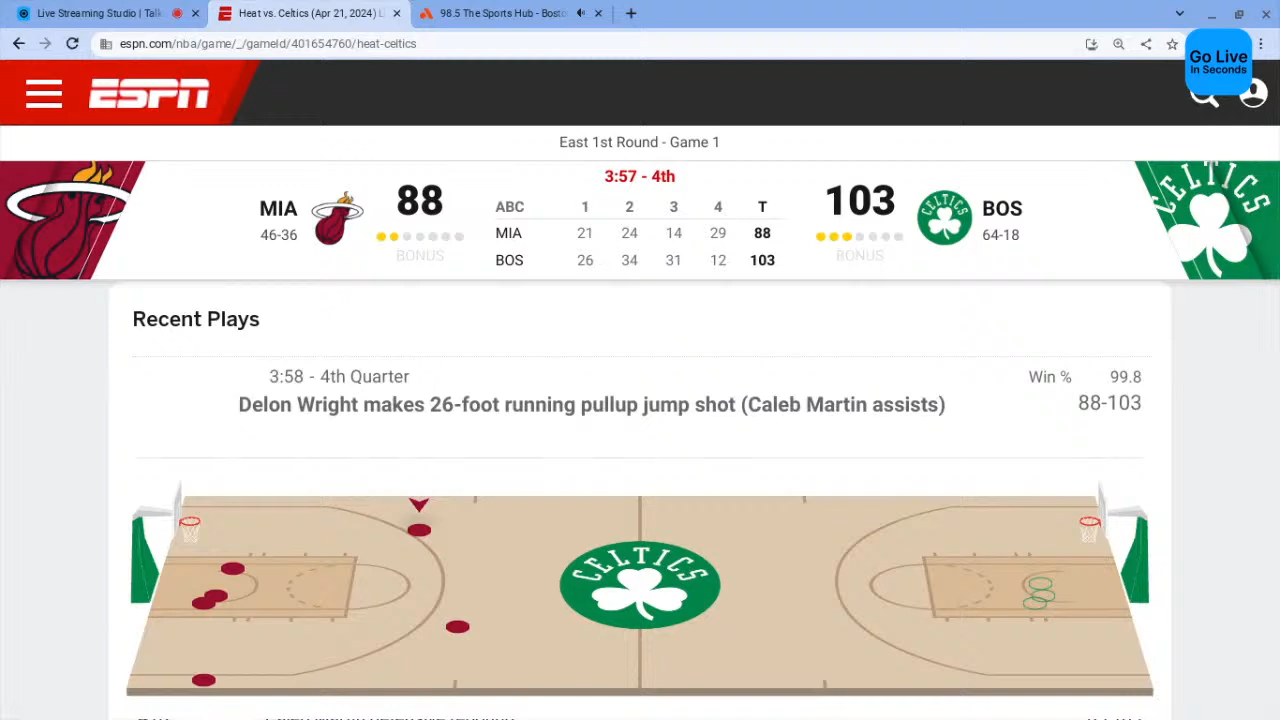 Live Streaming Studio | Talk
Heat vs. Celtics (Apr 21, 2024) L
98.5 The Sports Hub - Bosto
espn.com/nba/game/_/gameId/401654760/heat-celtics
Go Live
In Seconds
ESPN
East 1st Round - Game 1
3:57 - 4th
MIA 88 ABC 1 2 3 4 T 103 BOS
46-36 MIA 21 24 14 29 88 64-18
BONUS BOS 26 34 31 12 103 BONUS
CELTICS
Recent Plays
3:58 - 4th Quarter Win % 99.8
Delon Wright makes 26-foot running pullup jump shot (Caleb Martin assists) 88-103
CELTICS